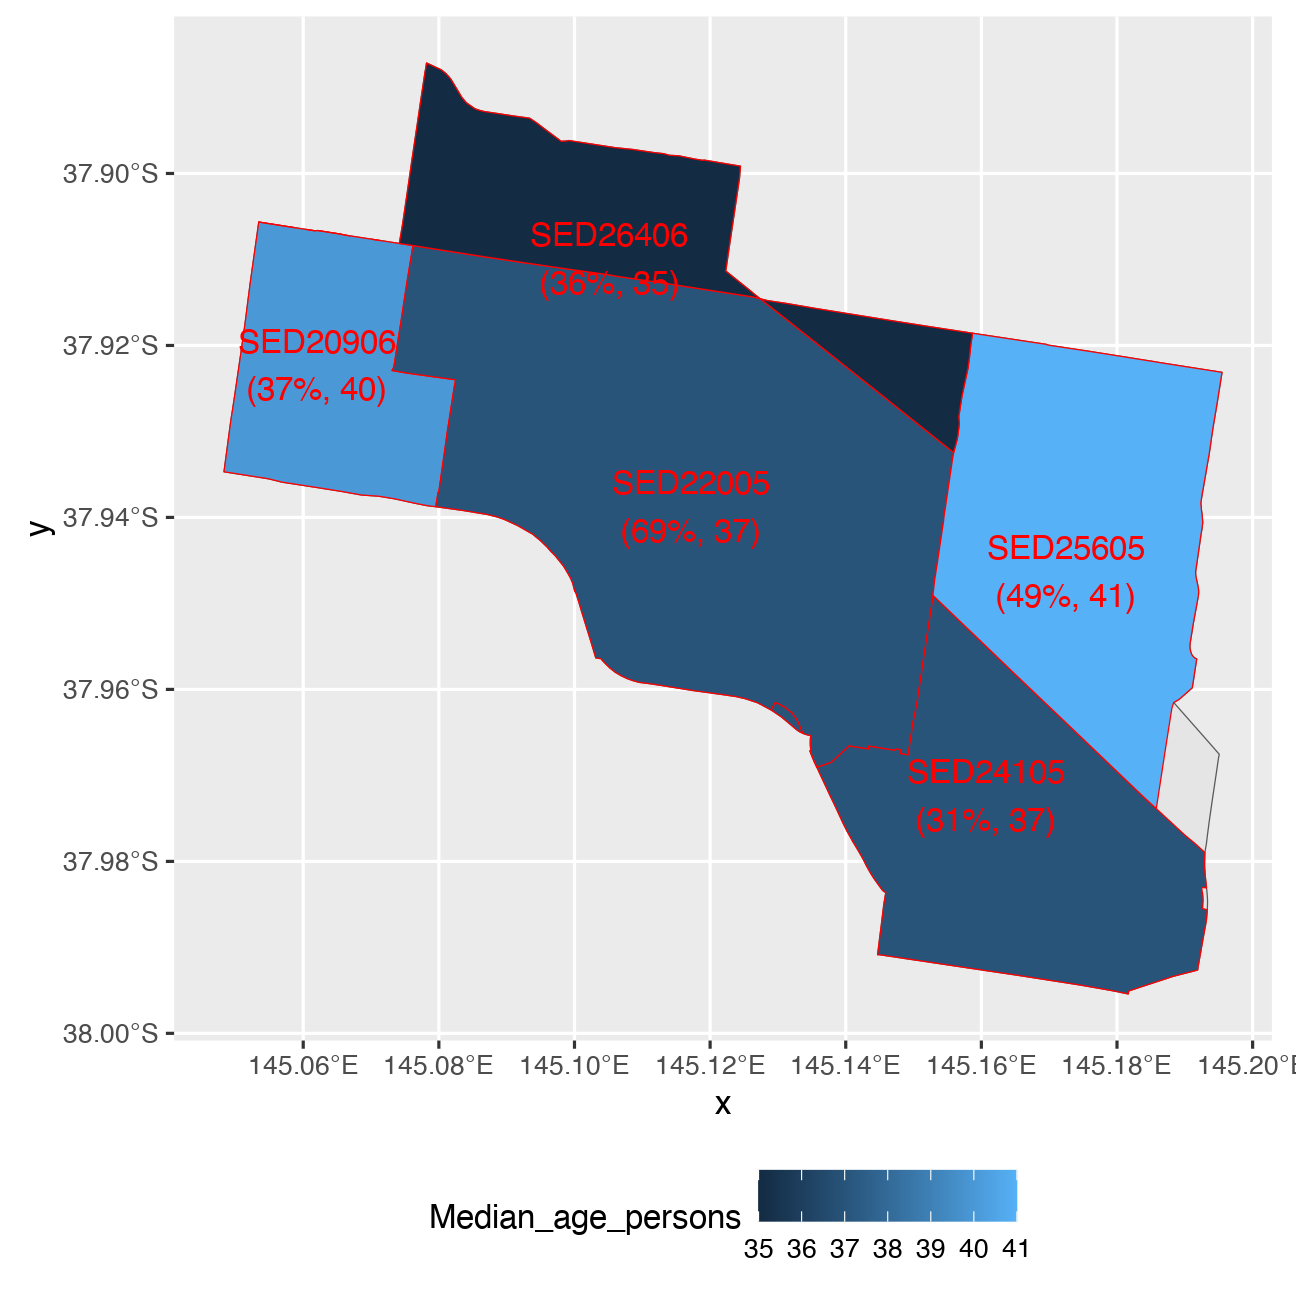 37.90°S
37.92°S
37.94°S
37.96°S
37.98°S
38.00°S
y
SED26406
(36%, 35)
SED20906
(37%, 40)
SED22005
(69%, 37)
SED25605
(49%, 41)
SED24105
(31%, 37)
145.06°E 145.08°E 145.10°E 145.12°E 145.14°E 145.16°E 145.18°E 145.20°E
x
Median_age_persons
35 36 37 38 39 40 41